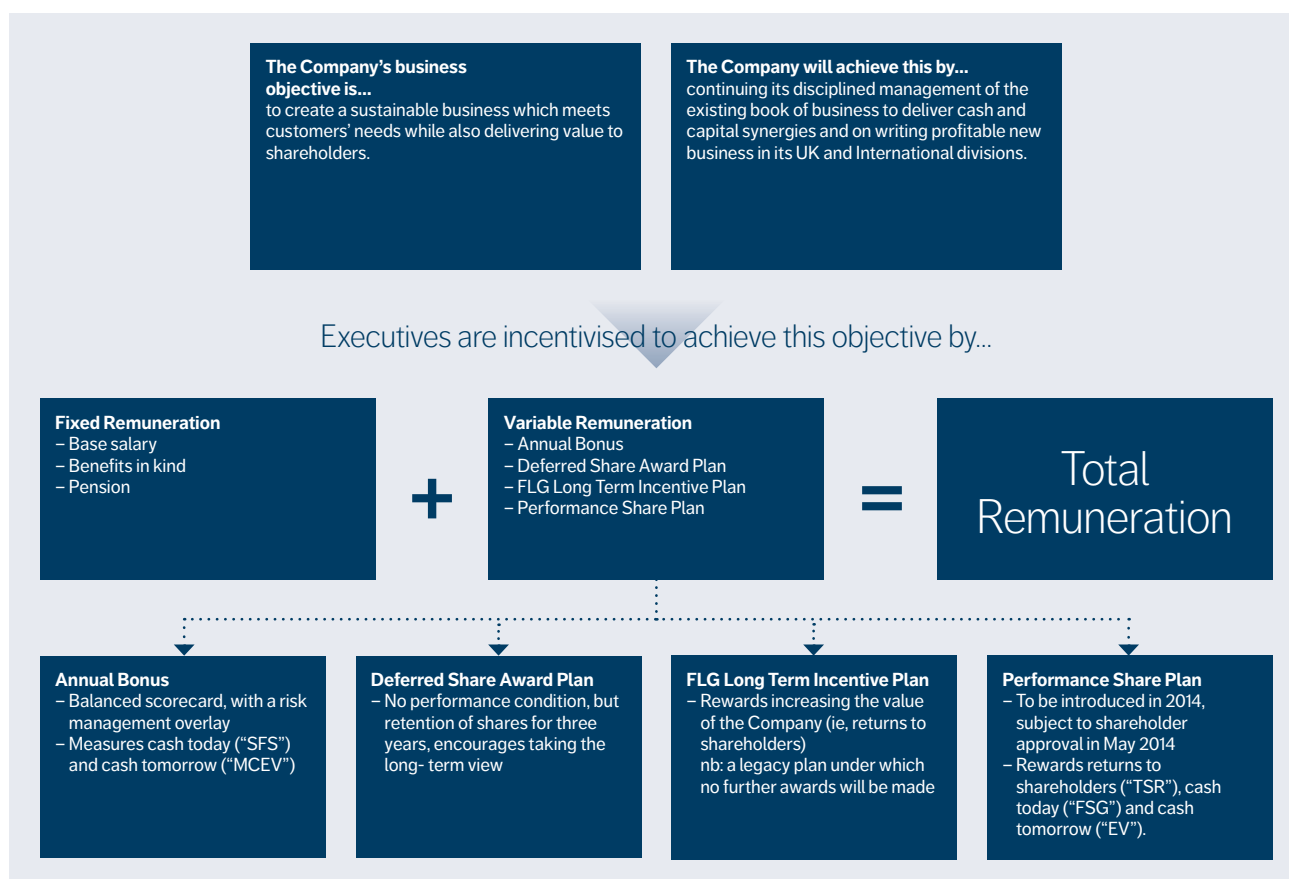 The Company's business
objective is...
to create a sustainable business which meets
customers' needs while also delivering value to
shareholders.
The Company will achieve this by...
continuing its disciplined management of the
existing book of business to deliver cash and
capital synergies and on writing profitable new
business in its UK and International divisions.
Executives are incentivised to achieve this objective by...
Fixed Remuneration
– Base salary
– Benefits in kind
– Pension
+
Variable Remuneration
– Annual Bonus
– Deferred Share Award Plan
– FLG Long Term Incentive Plan
– Performance Share Plan
=
Total
Remuneration
Annual Bonus
– Balanced scorecard, with a risk
management overlay
– Measures cash today (“SFS”)
and cash tomorrow (“MCEV”)
Deferred Share Award Plan
– No performance condition, but
retention of shares for three
years, encourages taking the
long- term view
FLG Long Term Incentive Plan
– Rewards increasing the value
of the Company (ie, returns to
shareholders)
nb: a legacy plan under which
no further awards will be made
Performance Share Plan
– To be introduced in 2014,
subject to shareholder
approval in May 2014
– Rewards returns to
shareholders (“TSR”), cash
today (“FSG”) and cash
tomorrow (“EV”).